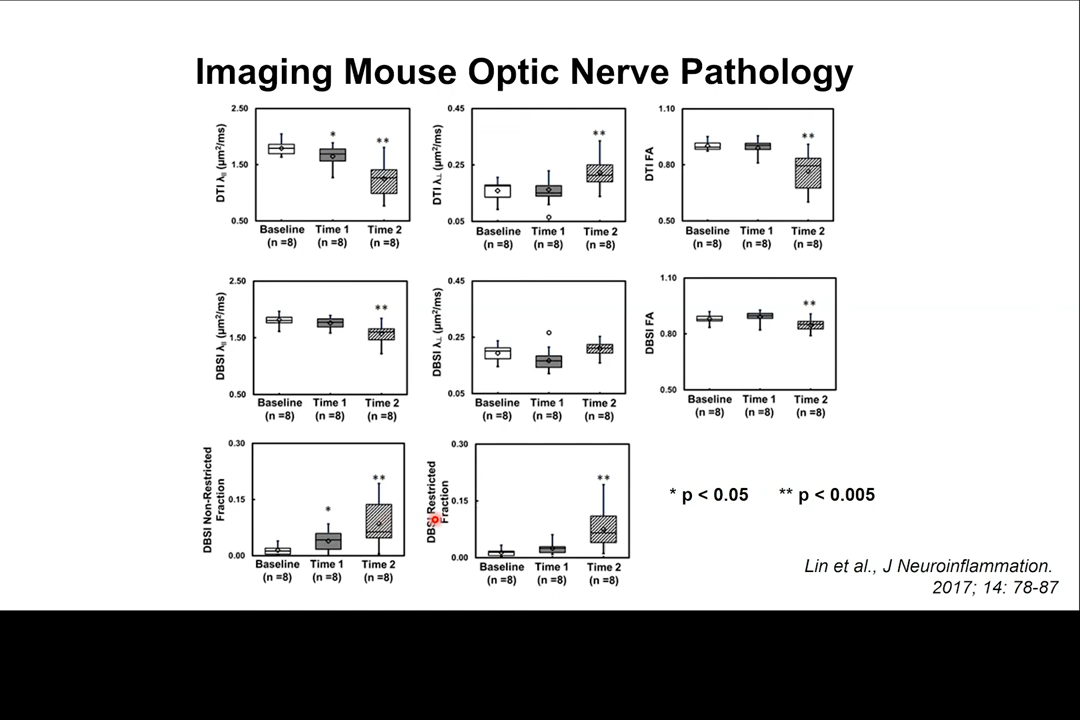 Imaging Mouse Optic Nerve Pathology
DTI λ∥ (μm²/ms)
2.50
1.50
0.50
*
**
Baseline Time 1 Time 2
(n =8) (n =8) (n =8)
DTI λ⊥ (μm²/ms)
0.45
0.25
0.05
**
Baseline Time 1 Time 2
(n =8) (n =8) (n =8)
DTI FA
1.10
0.80
0.50
**
Baseline Time 1 Time 2
(n =8) (n =8) (n =8)
DBSI λ∥ (μm²/ms)
2.50
1.50
0.50
**
Baseline Time 1 Time 2
(n =8) (n =8) (n =8)
DBSI λ⊥ (μm²/ms)
0.45
0.25
0.05
Baseline Time 1 Time 2
(n =8) (n =8) (n =8)
DBSI FA
1.10
0.80
0.50
**
Baseline Time 1 Time 2
(n =8) (n =8) (n =8)
DBSI Non-Restricted
Fraction
0.30
0.15
0.00
*
**
Baseline Time 1 Time 2
(n =8) (n =8) (n =8)
DBSI Restricted
Fraction
0.30
0.15
0.00
**
Baseline Time 1 Time 2
(n =8) (n =8) (n =8)
* p < 0.05 ** p < 0.005
Lin et al., J Neuroinflammation.
2017; 14: 78-87